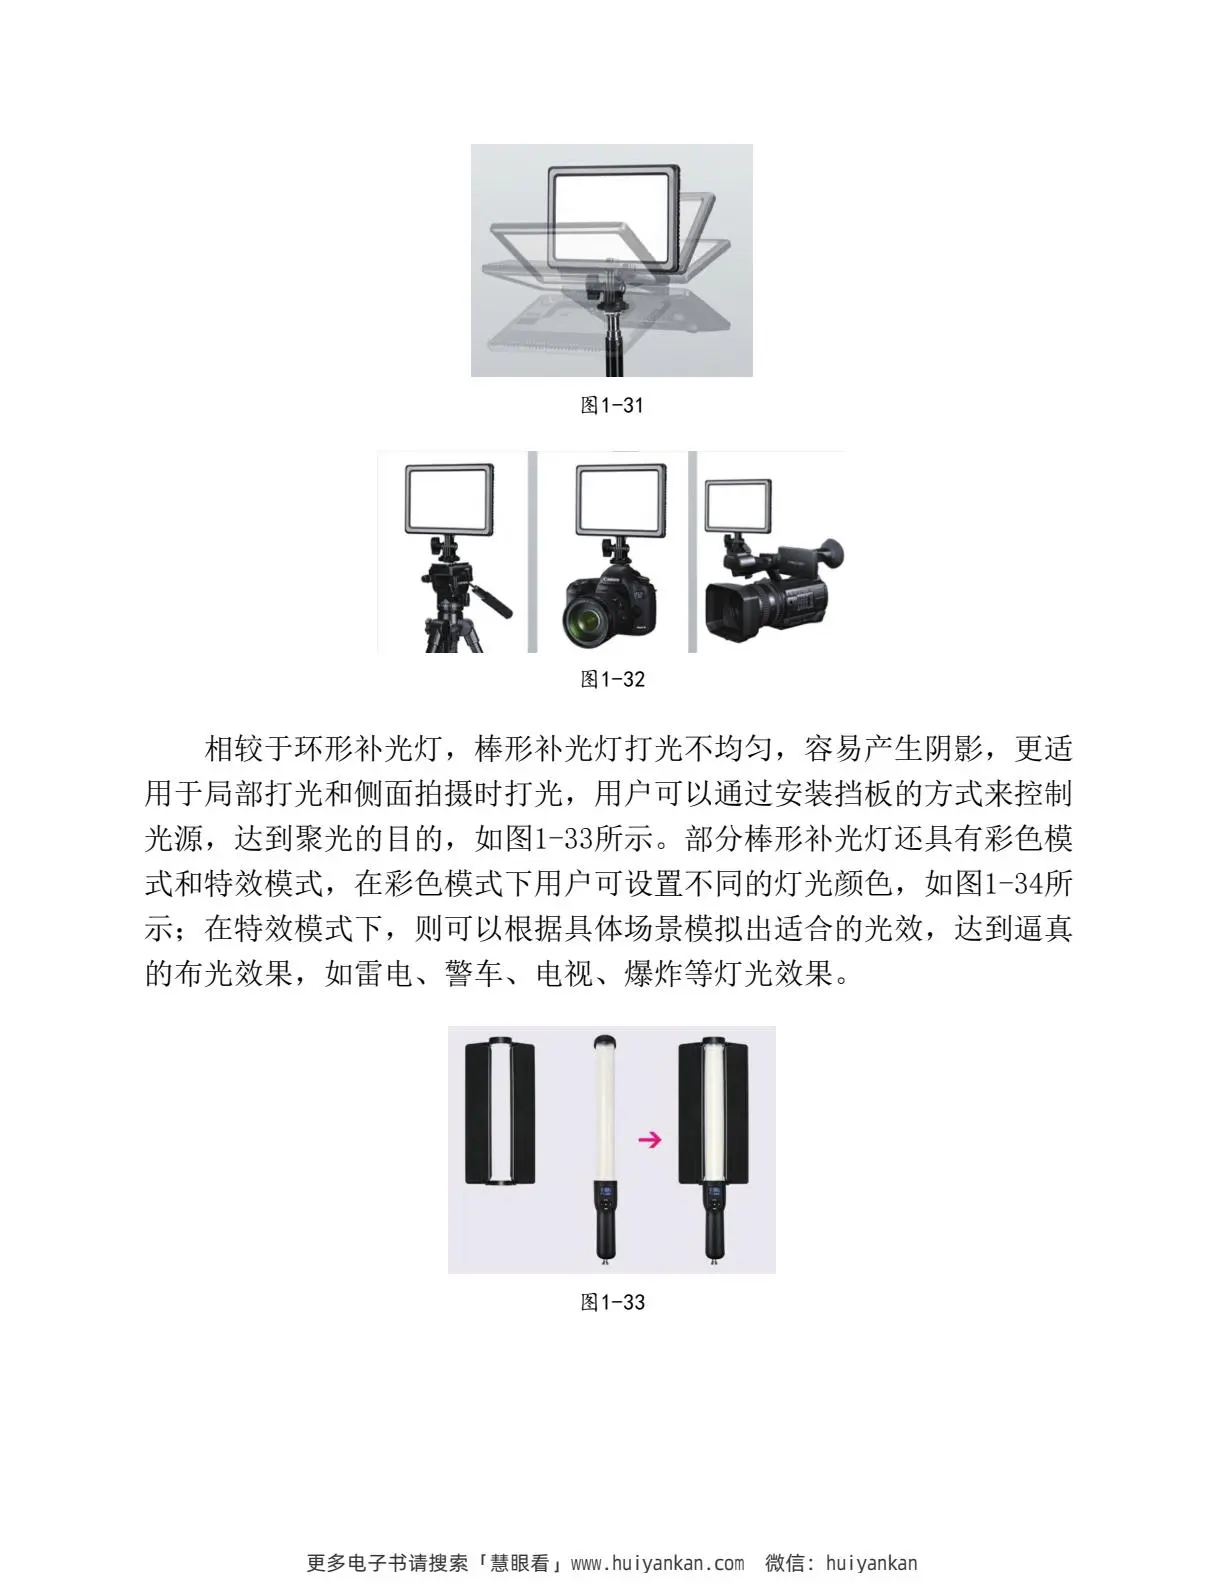 图1-31
Canon
图1-32
相较于环形补光灯，棒形补光灯打光不均匀，容易产生阴影，更适
用于局部打光和侧面拍摄时打光，用户可以通过安装挡板的方式来控制
光源，达到聚光的目的，如图1-33所示。部分棒形补光灯还具有彩色模
式和特效模式，在彩色模式下用户可设置不同的灯光颜色，如图1-34所
示；在特效模式下，则可以根据具体场景模拟出适合的光效，达到逼真
的布光效果，如雷电、警车、电视、爆炸等灯光效果。
图1-33
更多电子书请搜索「慧眼看」www.huiyankan.com 微信：huiyankan